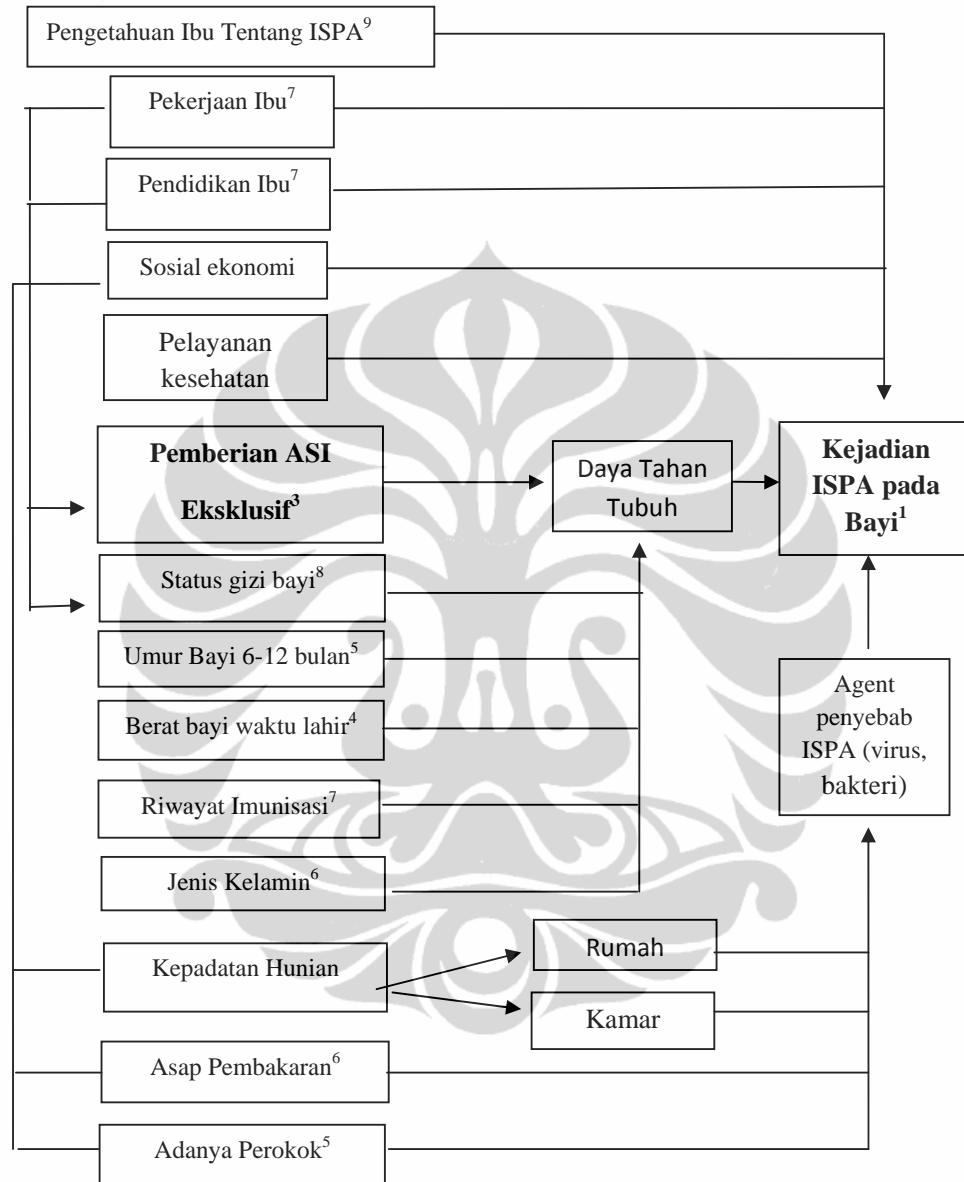 Pengetahuan Ibu Tentang ISPA⁹
Pekerjaan Ibu⁷
Pendidikan Ibu⁷
Sosial ekonomi
Pelayanan
kesehatan
Pemberian ASI
Eksklusif³
Daya Tahan
Tubuh
Kejadian
ISPA pada
Bayi¹
Status gizi bayi⁸
Umur Bayi 6-12 bulan⁵
Berat bayi waktu lahir⁴
Riwayat Imunisasi⁷
Jenis Kelamin⁶
Agent
penyebab
ISPA (virus,
bakteri)
Kepadatan Hunian
Rumah
Kamar
Asap Pembakaran⁶
Adanya Perokok⁵